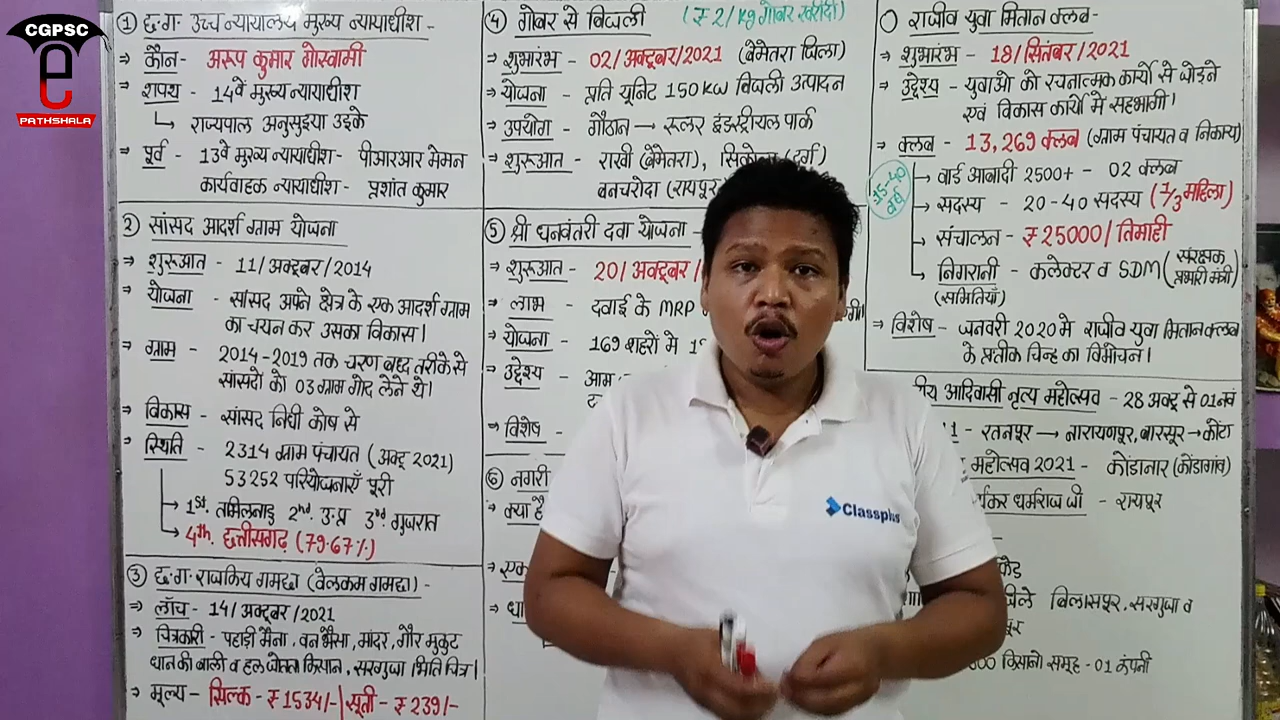 CGPSC
e
PATHSHALA
① छ.ग. उच्च न्यायालय मुख्य न्यायाधीश -
⇒ कौन - अरूप कुमार गोस्वामी
⇒ शपथ - 14वें मुख्य न्यायाधीश
↳ राज्यपाल अनुसुइया उइके
⇒ पूर्व - 13वें मुख्य न्यायाधीश - पीआरआर मेमन
कार्यवाहक न्यायाधीश - प्रशांत कुमार
② सांसद आदर्श ग्राम योजना
⇒ शुरूआत - 11/अक्टूबर/2014
⇒ योजना - सांसद अपने क्षेत्र के एक आदर्श ग्राम
का चयन कर उसका विकास।
⇒ ग्राम - 2014-2019 तक चरण बद्ध तरीके से
सांसदो को 03 ग्राम गोद लेने थे।
⇒ विकास - सांसद निधी कोष से
⇒ स्थिति - 2314 ग्राम पंचायत (अक्टू 2021)
53252 परियोजनाएँ पूरी
→ 1st. तमिलनाडु 2nd. उ.प्र 3rd. गुजरात
→ 4th. छत्तीसगढ़ (79.67%)
③ छ.ग. राजकिय गमछा (वेलकम गमछा) -
⇒ लॉच - 14/अक्टूबर/2021
⇒ चित्रकारी - पहाड़ी मैना, वन भैंसा, मांदर, गौर मुकुट
धान की बाली व हल जोतता किसान, सरगुजा भिति चित्र।
⇒ मूल्य - सिल्क - ₹1534/- | सूती - ₹239/-
④ गोबर से बिजली (₹2/kg गोबर खरीदी)
⇒ शुभारंभ - 02/अक्टूबर/2021 (बेमेतरा जिला)
⇒ योजना - प्रति यूनिट 150 KW बिजली उत्पादन
⇒ उपयोग - गौठान → रूलर इंडस्ट्रीयल पार्क
⇒ शुरूआत - राखी (बेमेतरा), (दुर्ग)
बनचरोदा (रायपुर)
⑤ श्री धनवंतरी दवा योजना -
⇒ शुरूआत - 20/अक्टूबर/
⇒ लाभ - दवाई के MRP
⇒ योजना - 169 शहरो मे
⇒ उद्देश्य - आम
⇒ विशेष -
⑥ नगरी
⇒ क्या है
राजीव युवा मितान क्लब -
⇒ शुभारंभ - 18/सितंबर/2021
⇒ उद्देश्य - युवाओ को रचनात्मक कार्यो से जोड़ने
एवं विकास कार्यो मे सहभागी।
⇒ क्लब - 13,269 क्लब (ग्राम पंचायत व निकाय)
15-40 वर्ष
→ वार्ड आबादी 2500+ - 02 क्लब
→ सदस्य - 20-40 सदस्य (1/3 महिला)
→ संचालन - ₹25000/तिमाही
→ निगरानी - कलेक्टर व SDM (संरक्षक प्रभारी मंत्री)
(समितियाँ)
⇒ विशेष - जनवरी 2020 मे राजीव युवा मितान क्लब
के प्रतीक चिन्ह का विमोचन।
आदिवासी नृत्य महोत्सव - 28 अक्टू से 01 नवं
रतनपुर → नारायणपुर, बारसूर → कोंटा
महोत्सव 2021 - कोंडानार (कोंडागांव)
धर्मराज जी - रायपुर
बिलासपुर, सरगुजा व
किसानो समूह - 01 कंपनी
Classplus